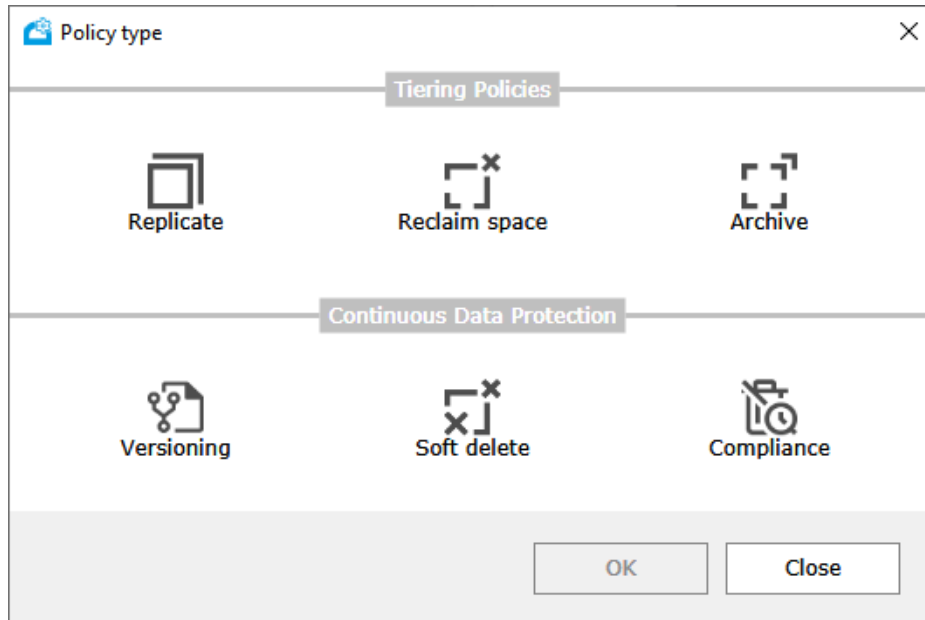 Policy type
Tiering Policies
Replicate
Reclaim space
Archive
Continuous Data Protection
Versioning
Soft delete
Compliance
OK
Close